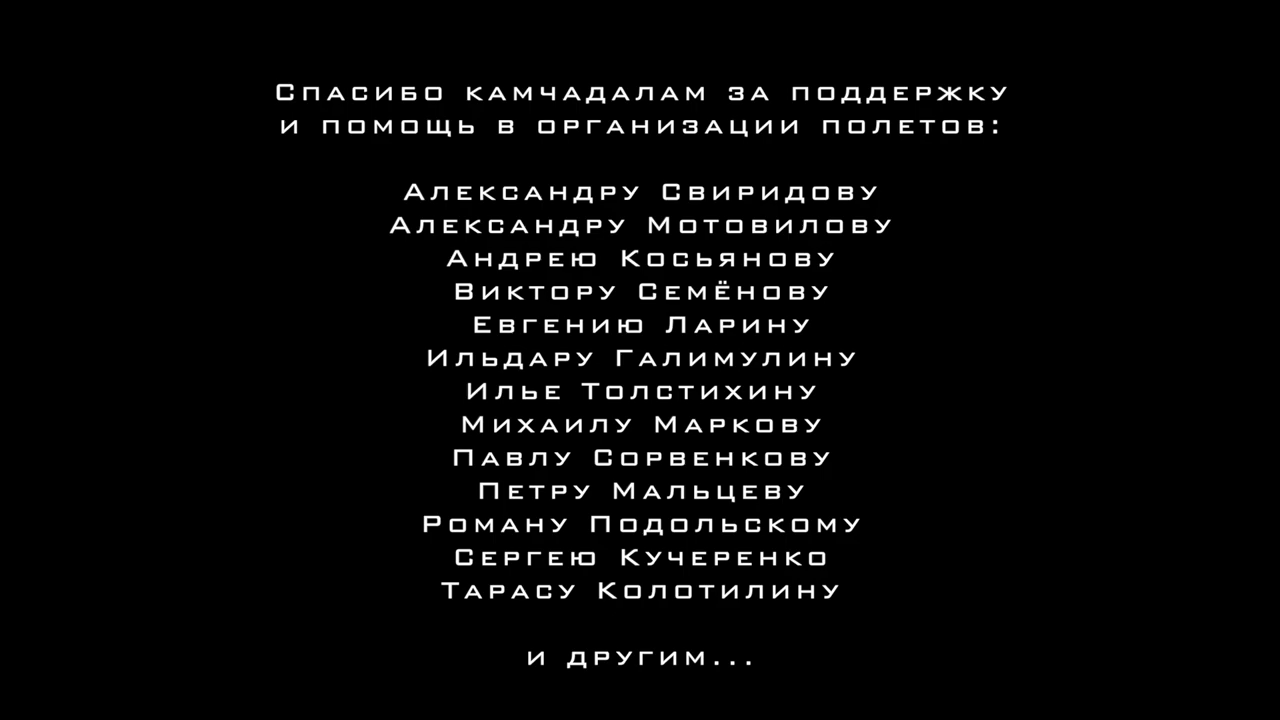 Спасибо камчадалам за поддержку
и помощь в организации полетов:
Александру Свиридову
Александру Мотовилову
Андрею Косьянову
Виктору Семёнову
Евгению Ларину
Ильдару Галимулину
Илье Толстихину
Михаилу Маркову
Павлу Сорвенкову
Петру Мальцеву
Роману Подольскому
Сергею Кучеренко
Тарасу Колотилину
и другим...